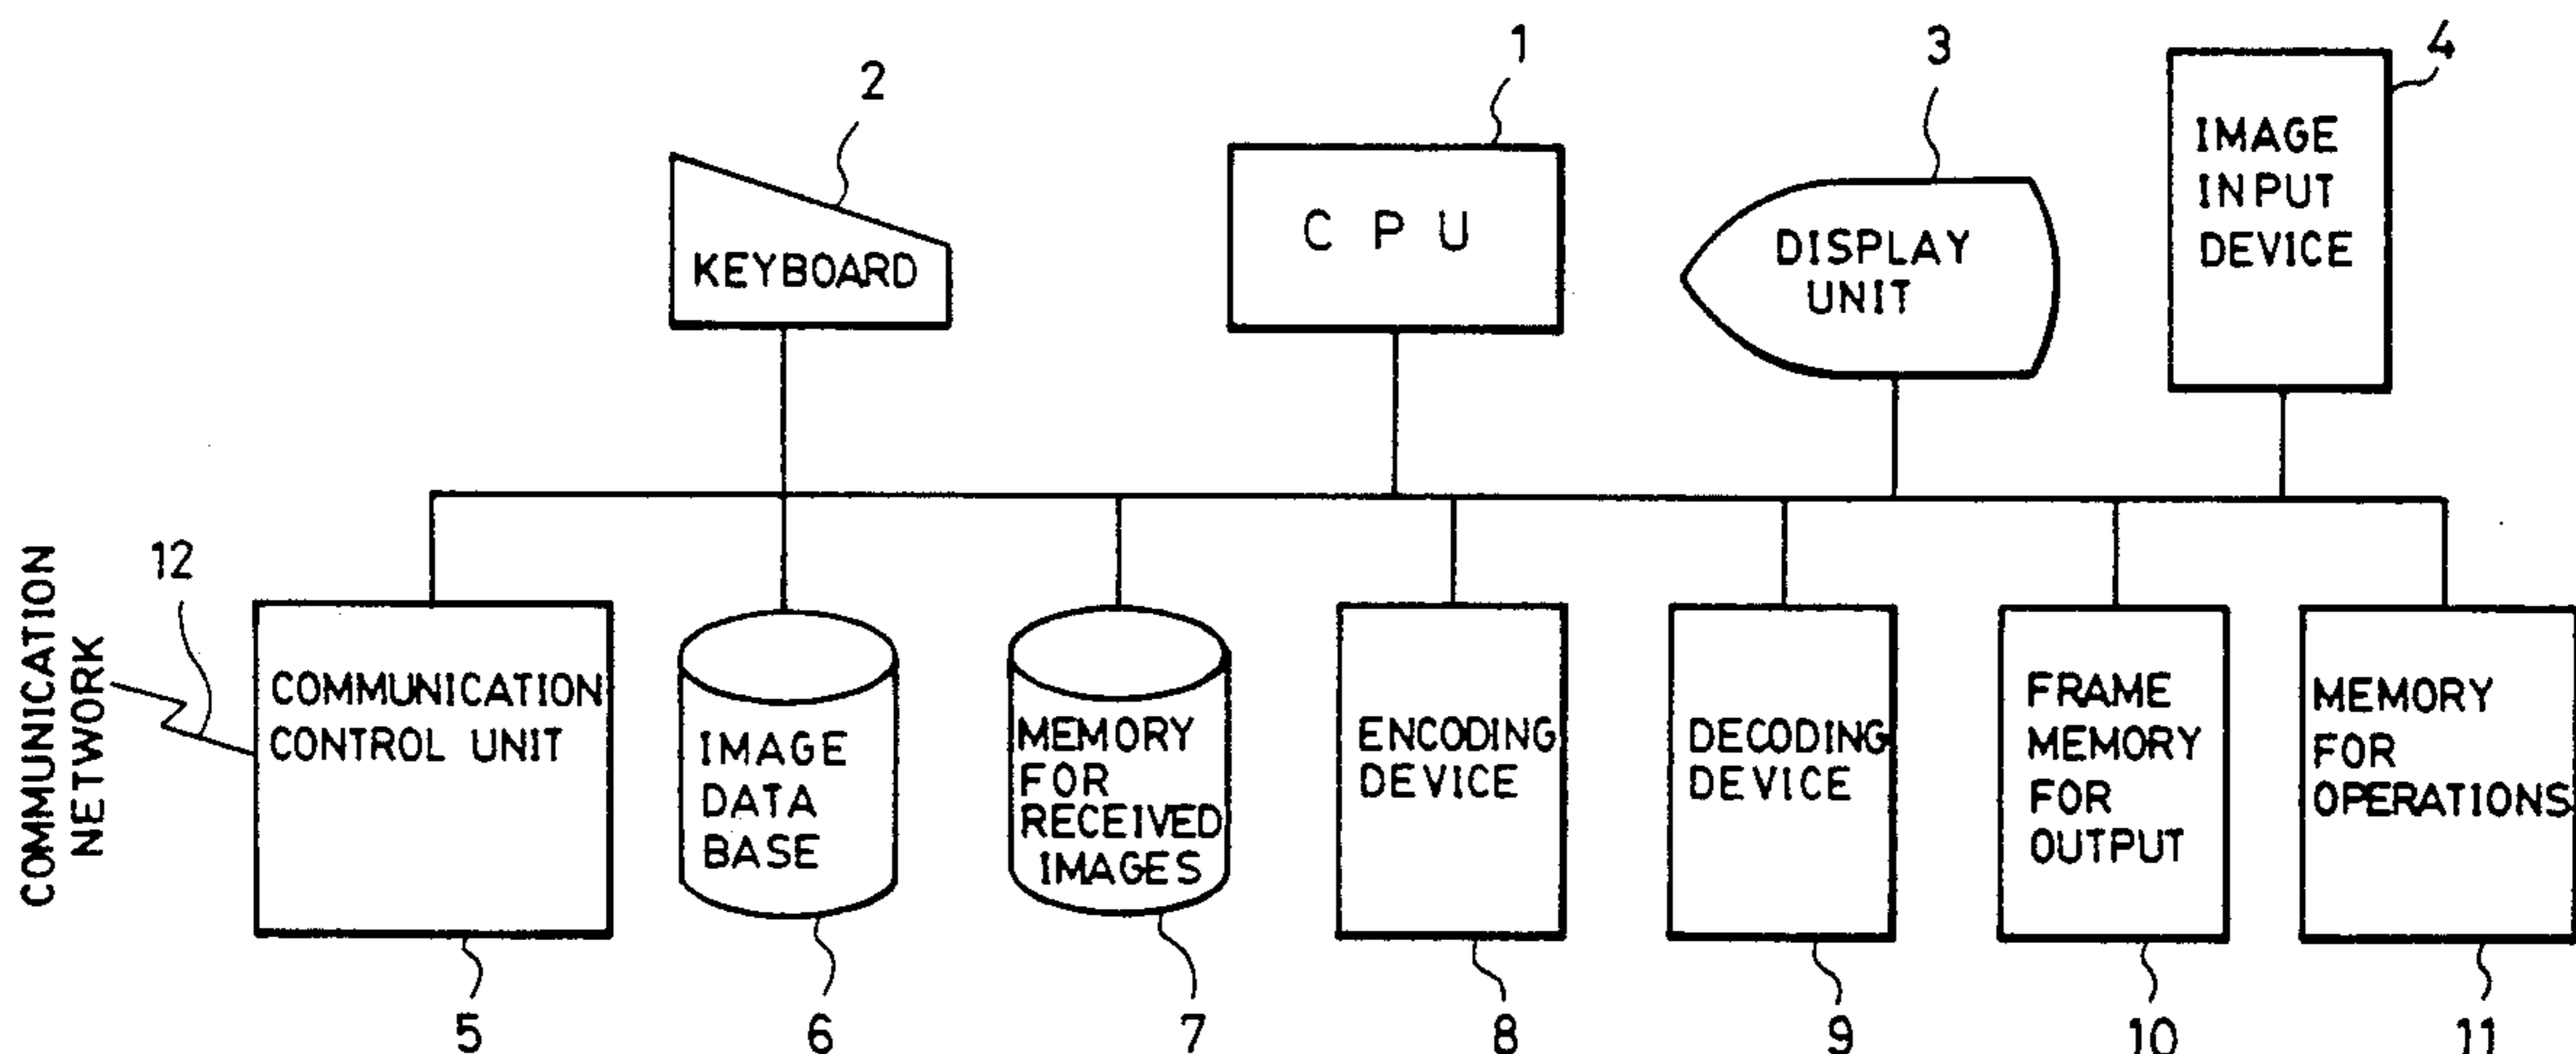 1
2
3
4
KEYBOARD
C P U
DISPLAY
UNIT
IMAGE
INPUT
DEVICE
COMMUNICATION
NETWORK
12
COMMUNICATION
CONTROL UNIT
IMAGE
DATA
BASE
MEMORY
FOR
RECEIVED
IMAGES
ENCODING
DEVICE
DECODING
DEVICE
FRAME
MEMORY
FOR
OUTPUT
MEMORY
FOR
OPERATIONS
5
6
7
8
9
10
11